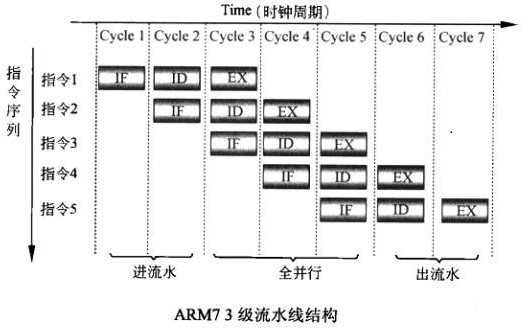 Time (时钟周期)
Cycle 1 Cycle 2 Cycle 3 Cycle 4 Cycle 5 Cycle 6 Cycle 7
指令序列
指令1 IF ID EX
指令2 IF ID EX
指令3 IF ID EX
指令4 IF ID EX
指令5 IF ID EX
进流水 全并行 出流水
ARM7 3 级流水线结构